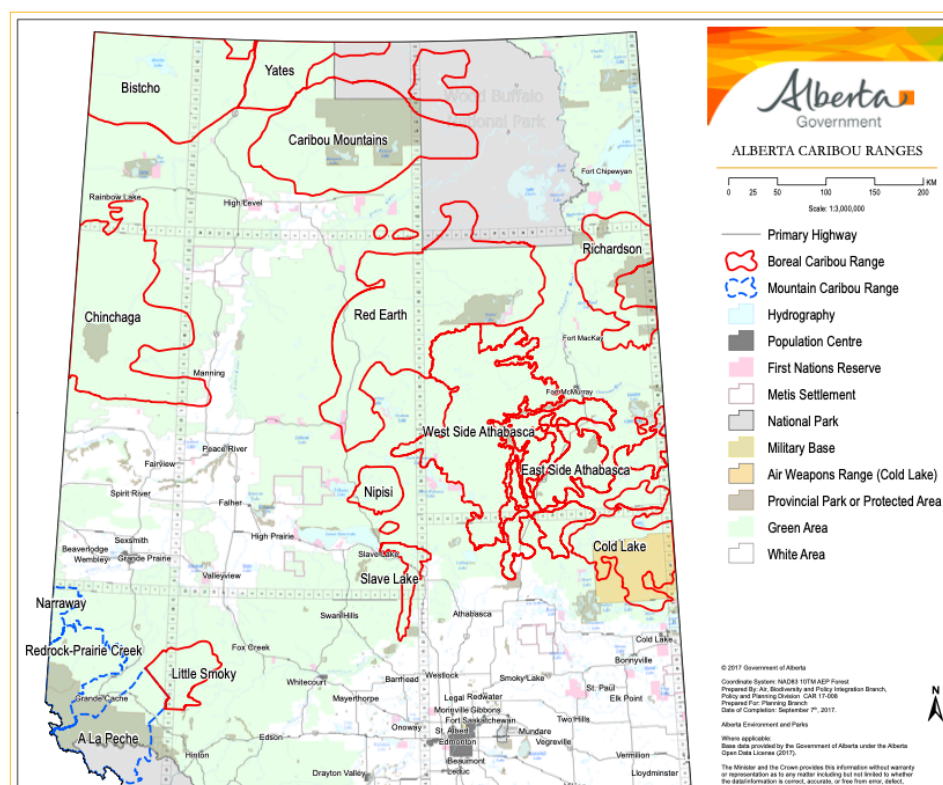 Bistcho
Yates
Wood Buffalo
National Park
Caribou Mountains
Fort Chipewyan
Rainbow Lake
High Level
Richardson
Chinchaga
Red Earth
Fort MacKay
Manning
Fort McMurray
West Side Athabasca
Peace River
Fairview
East Side Athabasca
Nipisi
Spirit River
Falher
High Prairie
Sexsmith
Beaverlodge
Wembley
Grande Prairie
Slave Lake
Cold Lake
Valleyview
Slave Lake
Narraway
Swan Hills
Athabasca
Cold Lake
Redrock-Prairie Creek
Fox Creek
Bonnyville
Little Smoky
Whitecourt
Barrhead
Westlock
Smoky Lake
St. Paul
Elk Point
Grande Cache
Mayerthorpe
Legal
Redwater
Morinville
Gibbons
Two Hills
A La Peche
Onoway
Fort Saskatchewan
St. Albert
Edmonton
Mundare
Vegreville
Edson
Hinton
Beaumont
Leduc
Vermilion
Drayton Valley
Lloydminster
Alberta
Government
ALBERTA CARIBOU RANGES
KM
0 25 50 100 150 200
Scale: 1:3,000,000
Primary Highway
Boreal Caribou Range
Mountain Caribou Range
Hydrography
Population Centre
First Nations Reserve
Metis Settlement
National Park
Military Base
Air Weapons Range (Cold Lake)
Provincial Park or Protected Area
Green Area
White Area
© 2017 Government of Alberta
Coordinate System: NAD83 10TM AEP Forest
Prepared By: Air, Biodiversity and Policy Integration Branch,
Policy and Planning Division CAR 17-008
Prepared For: Planning Branch
Date of Completion: September 7th, 2017.
Alberta Environment and Parks
N
Where applicable:
Base data provided by the Government of Alberta under the Alberta
Open Data License (2017).
The Minister and the Crown provides this information without warranty
or representation as to any matter including but not limited to whether
the data/information is correct, accurate, or free from error, defect,